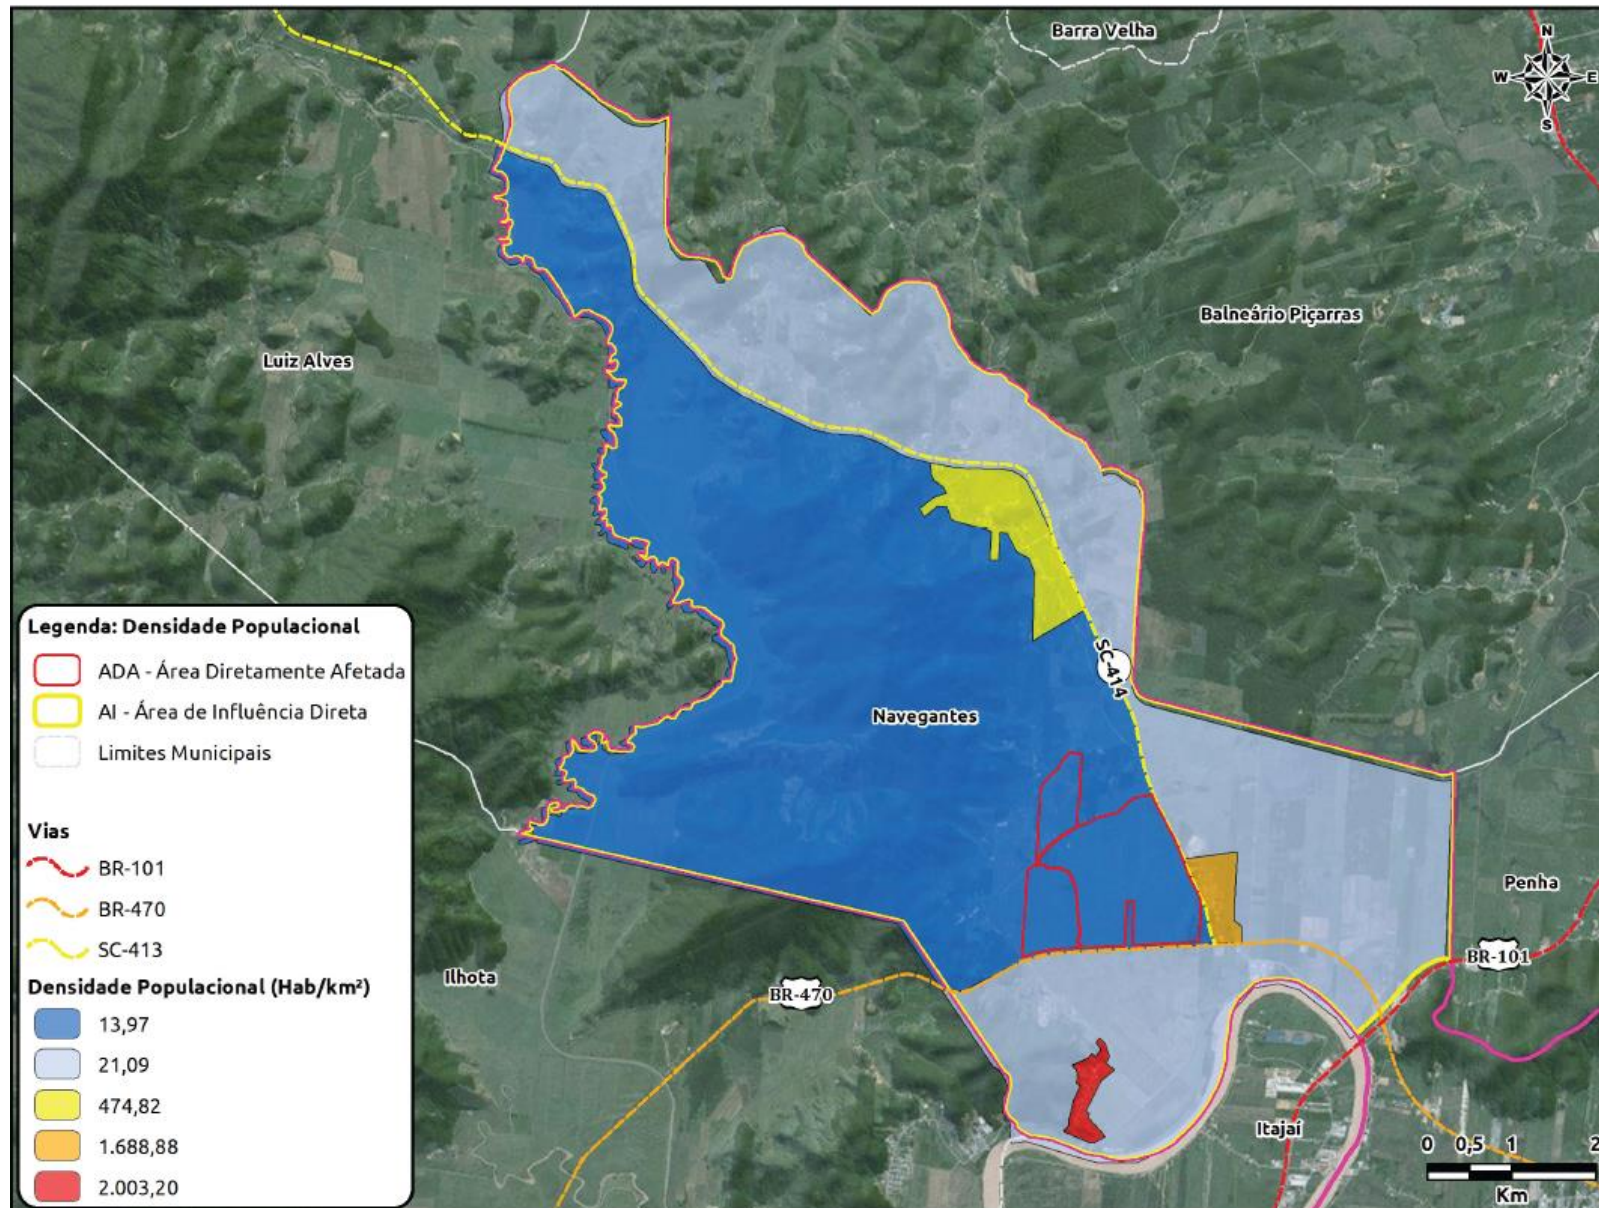 Barra Velha
N
W
E
S
Balneário Piçarras
Luiz Alves
Legenda: Densidade Populacional
ADA - Área Diretamente Afetada
AI - Área de Influência Direta
Limites Municipais
SC-414
Navegantes
Vias
BR-101
BR-470
SC-413
Penha
BR-101
Ilhota
BR-470
Densidade Populacional (Hab/km²)
13,97
21,09
474,82
1.688,88
2.003,20
Itajaí
0 0,5 1 2
Km